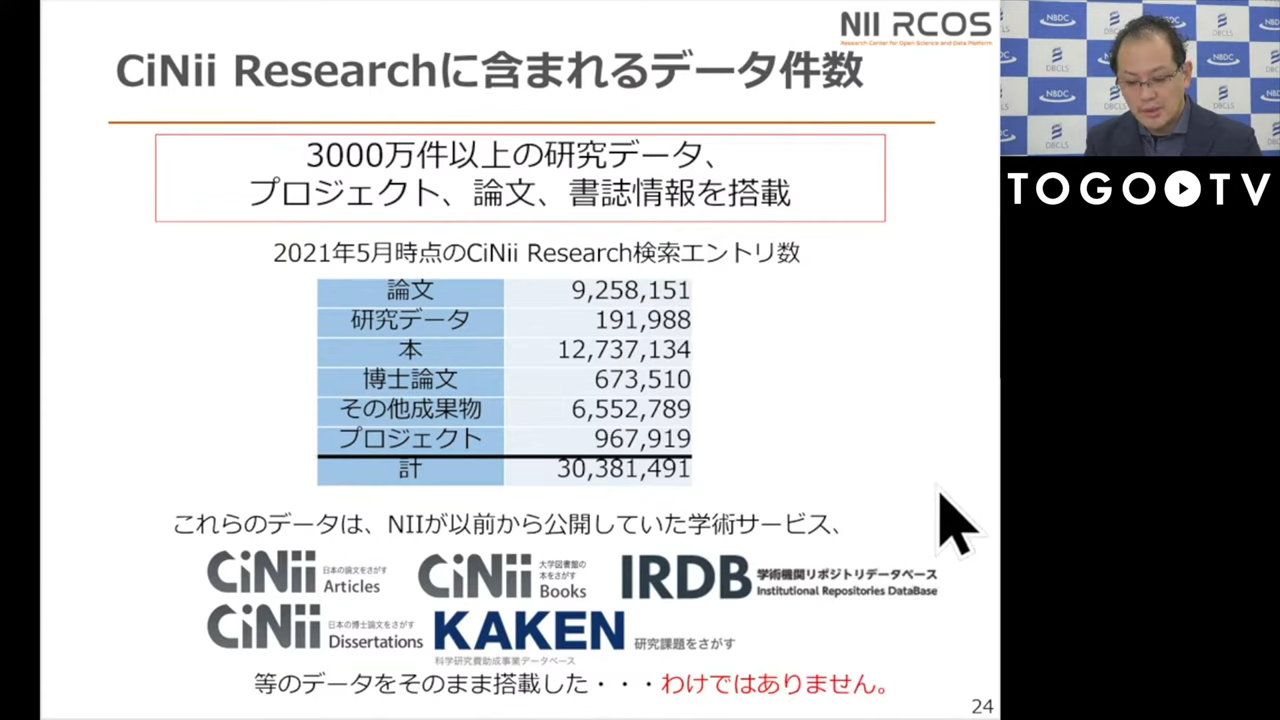 NII RCOS
Research Center for Open Science and Data Platform
CiNii Researchに含まれるデータ件数
3000万件以上の研究データ、
プロジェクト、論文、書誌情報を搭載
2021年5月時点のCiNii Research検索エントリ数
論文 9,258,151
研究データ 191,988
本 12,737,134
博士論文 673,510
その他成果物 6,552,789
プロジェクト 967,919
計 30,381,491
これらのデータは、NIIが以前から公開していた学術サービス、
CiNii 日本の論文をさがす Articles
CiNii 大学図書館の本をさがす Books
IRDB 学術機関リポジトリデータベース Institutional Repositories DataBase
CiNii 日本の博士論文をさがす Dissertations
KAKEN 研究課題をさがす
科学研究費助成事業データベース
等のデータをそのまま搭載した・・・わけではありません。
24
NBDC
DBCLS
NBDC
DBCLS
NBDC
TOGO TV